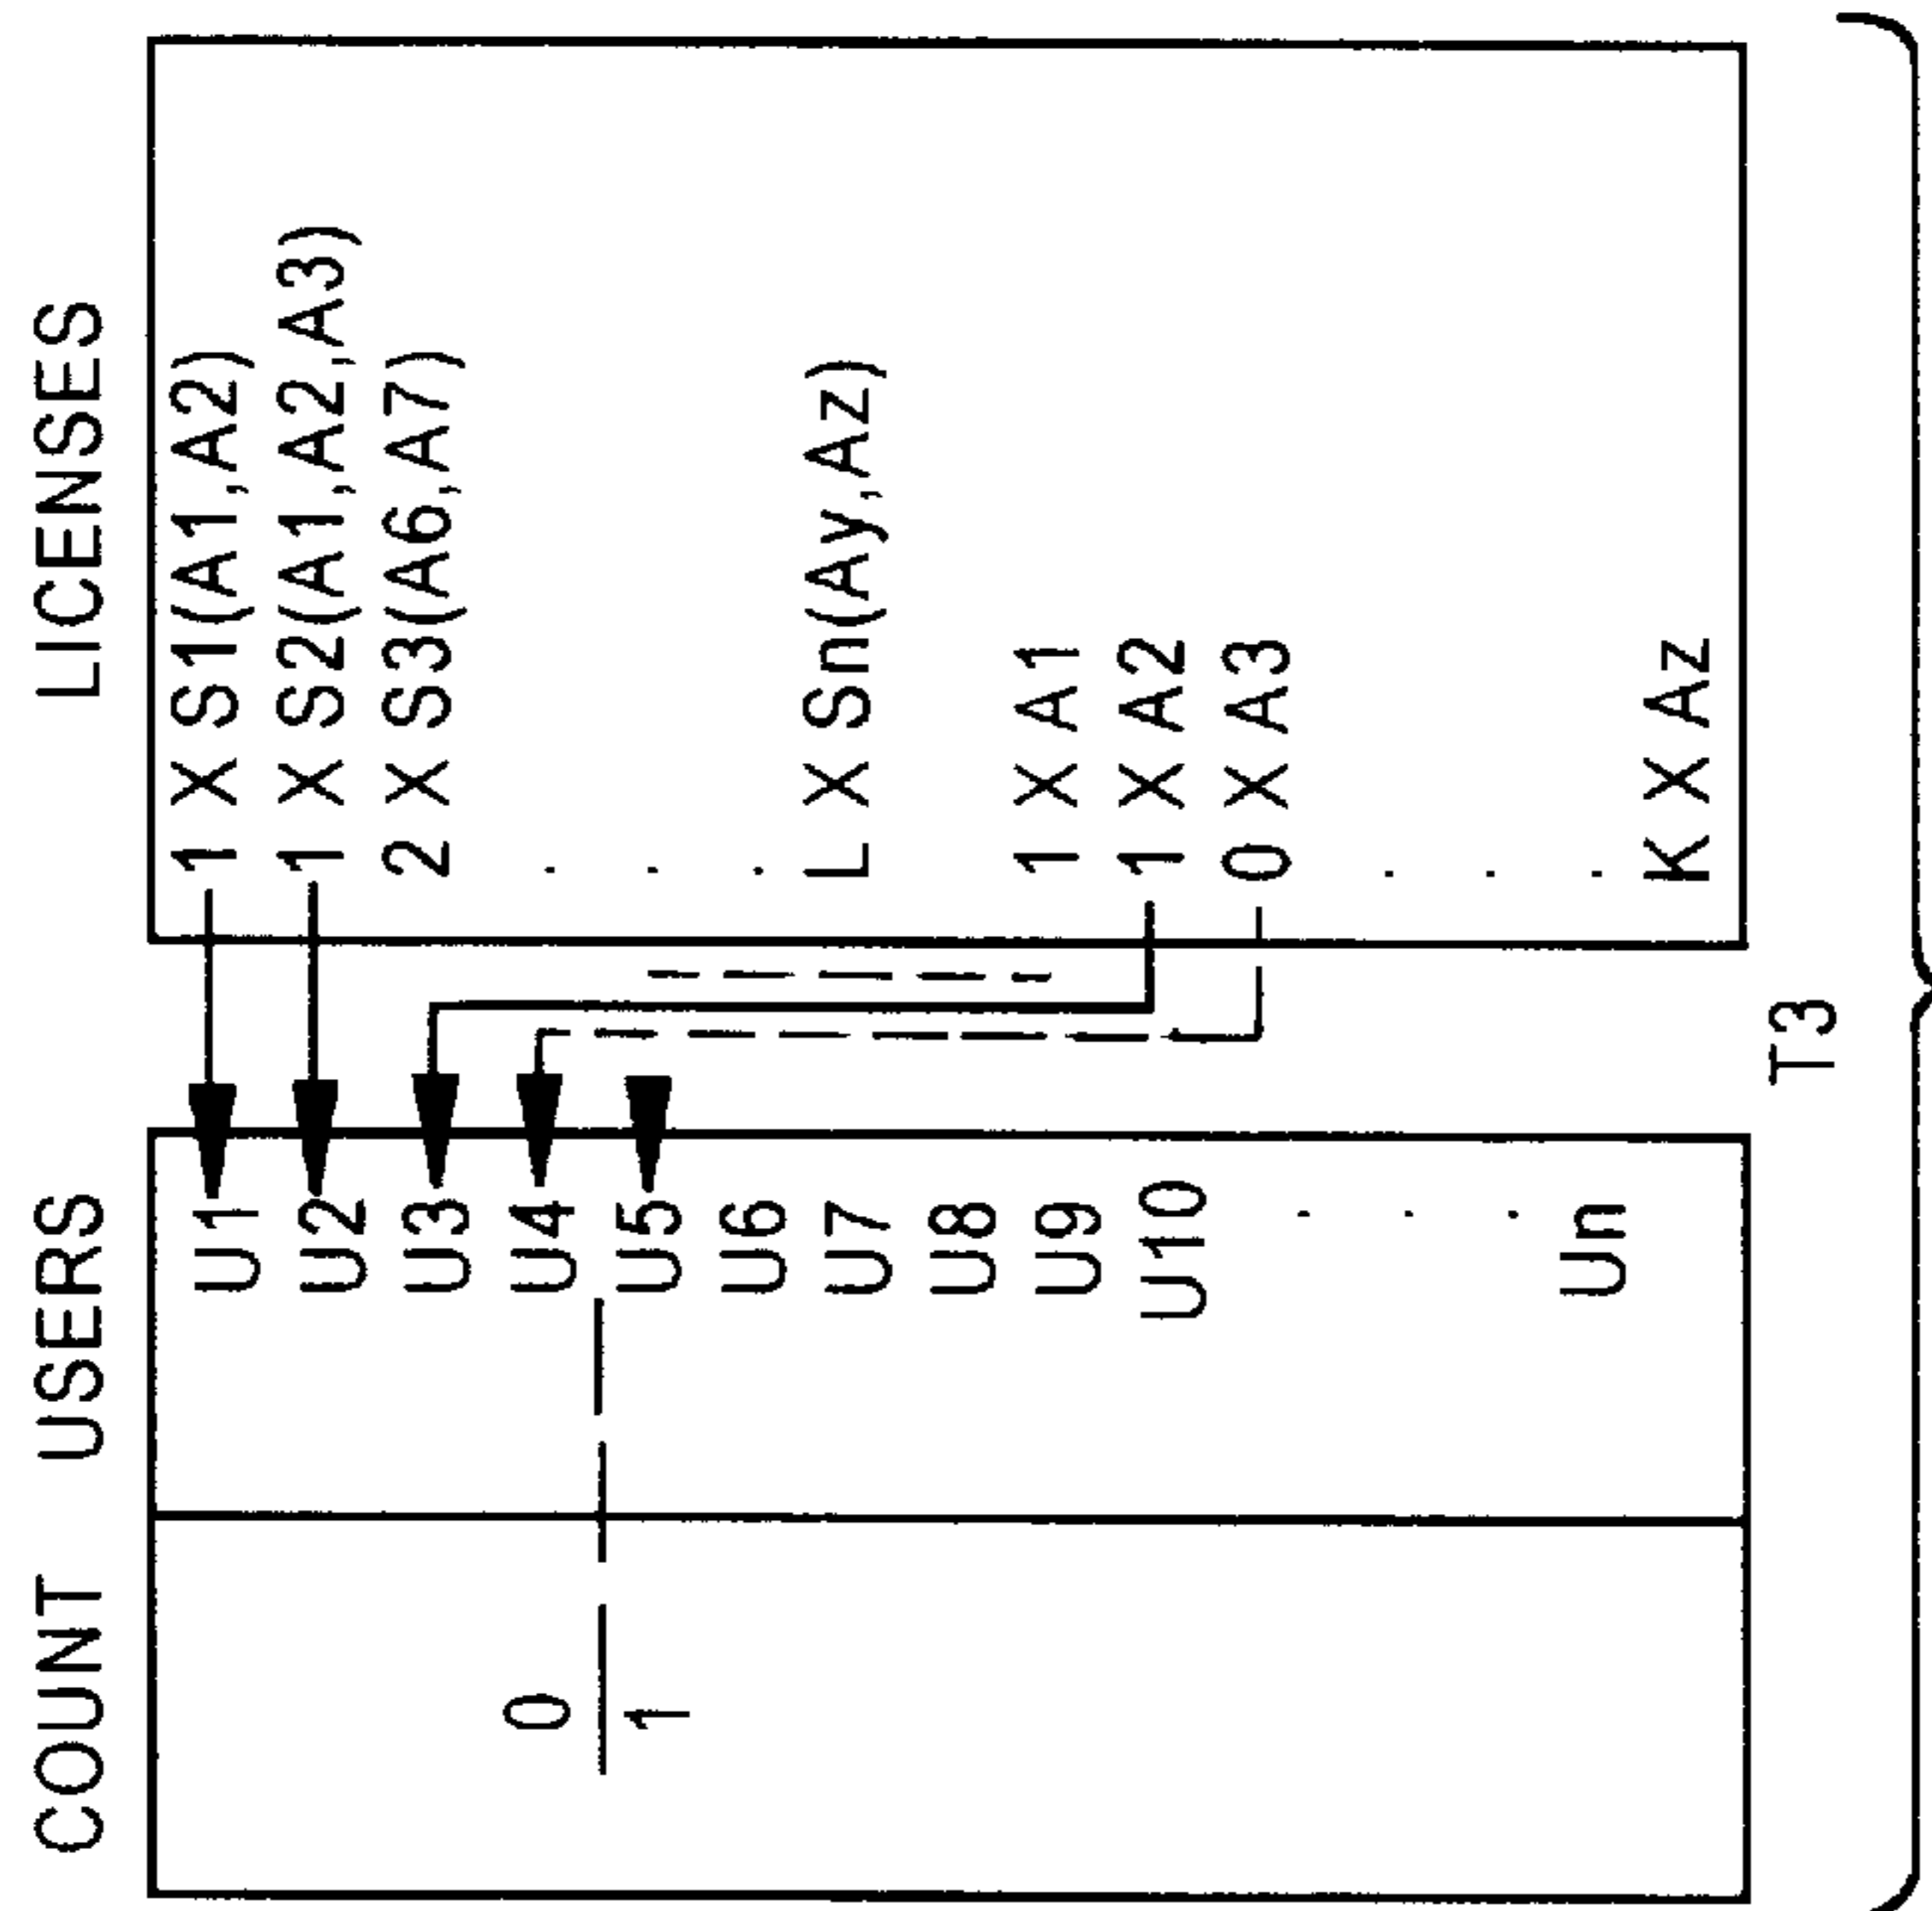 COUNT USERS LICENSES
U1 1 X S1(A1,A2)
U2 1 X S2(A1,A2,A3)
U3 2 X S3(A6,A7)
0 U4 .
1 U5 .
U6 .
U7 L X Sn(Ay,Az)
U8
U9 1 X A1
U10 1 X A2
. 0 X A3
. .
. .
Un .
K X Az
T3